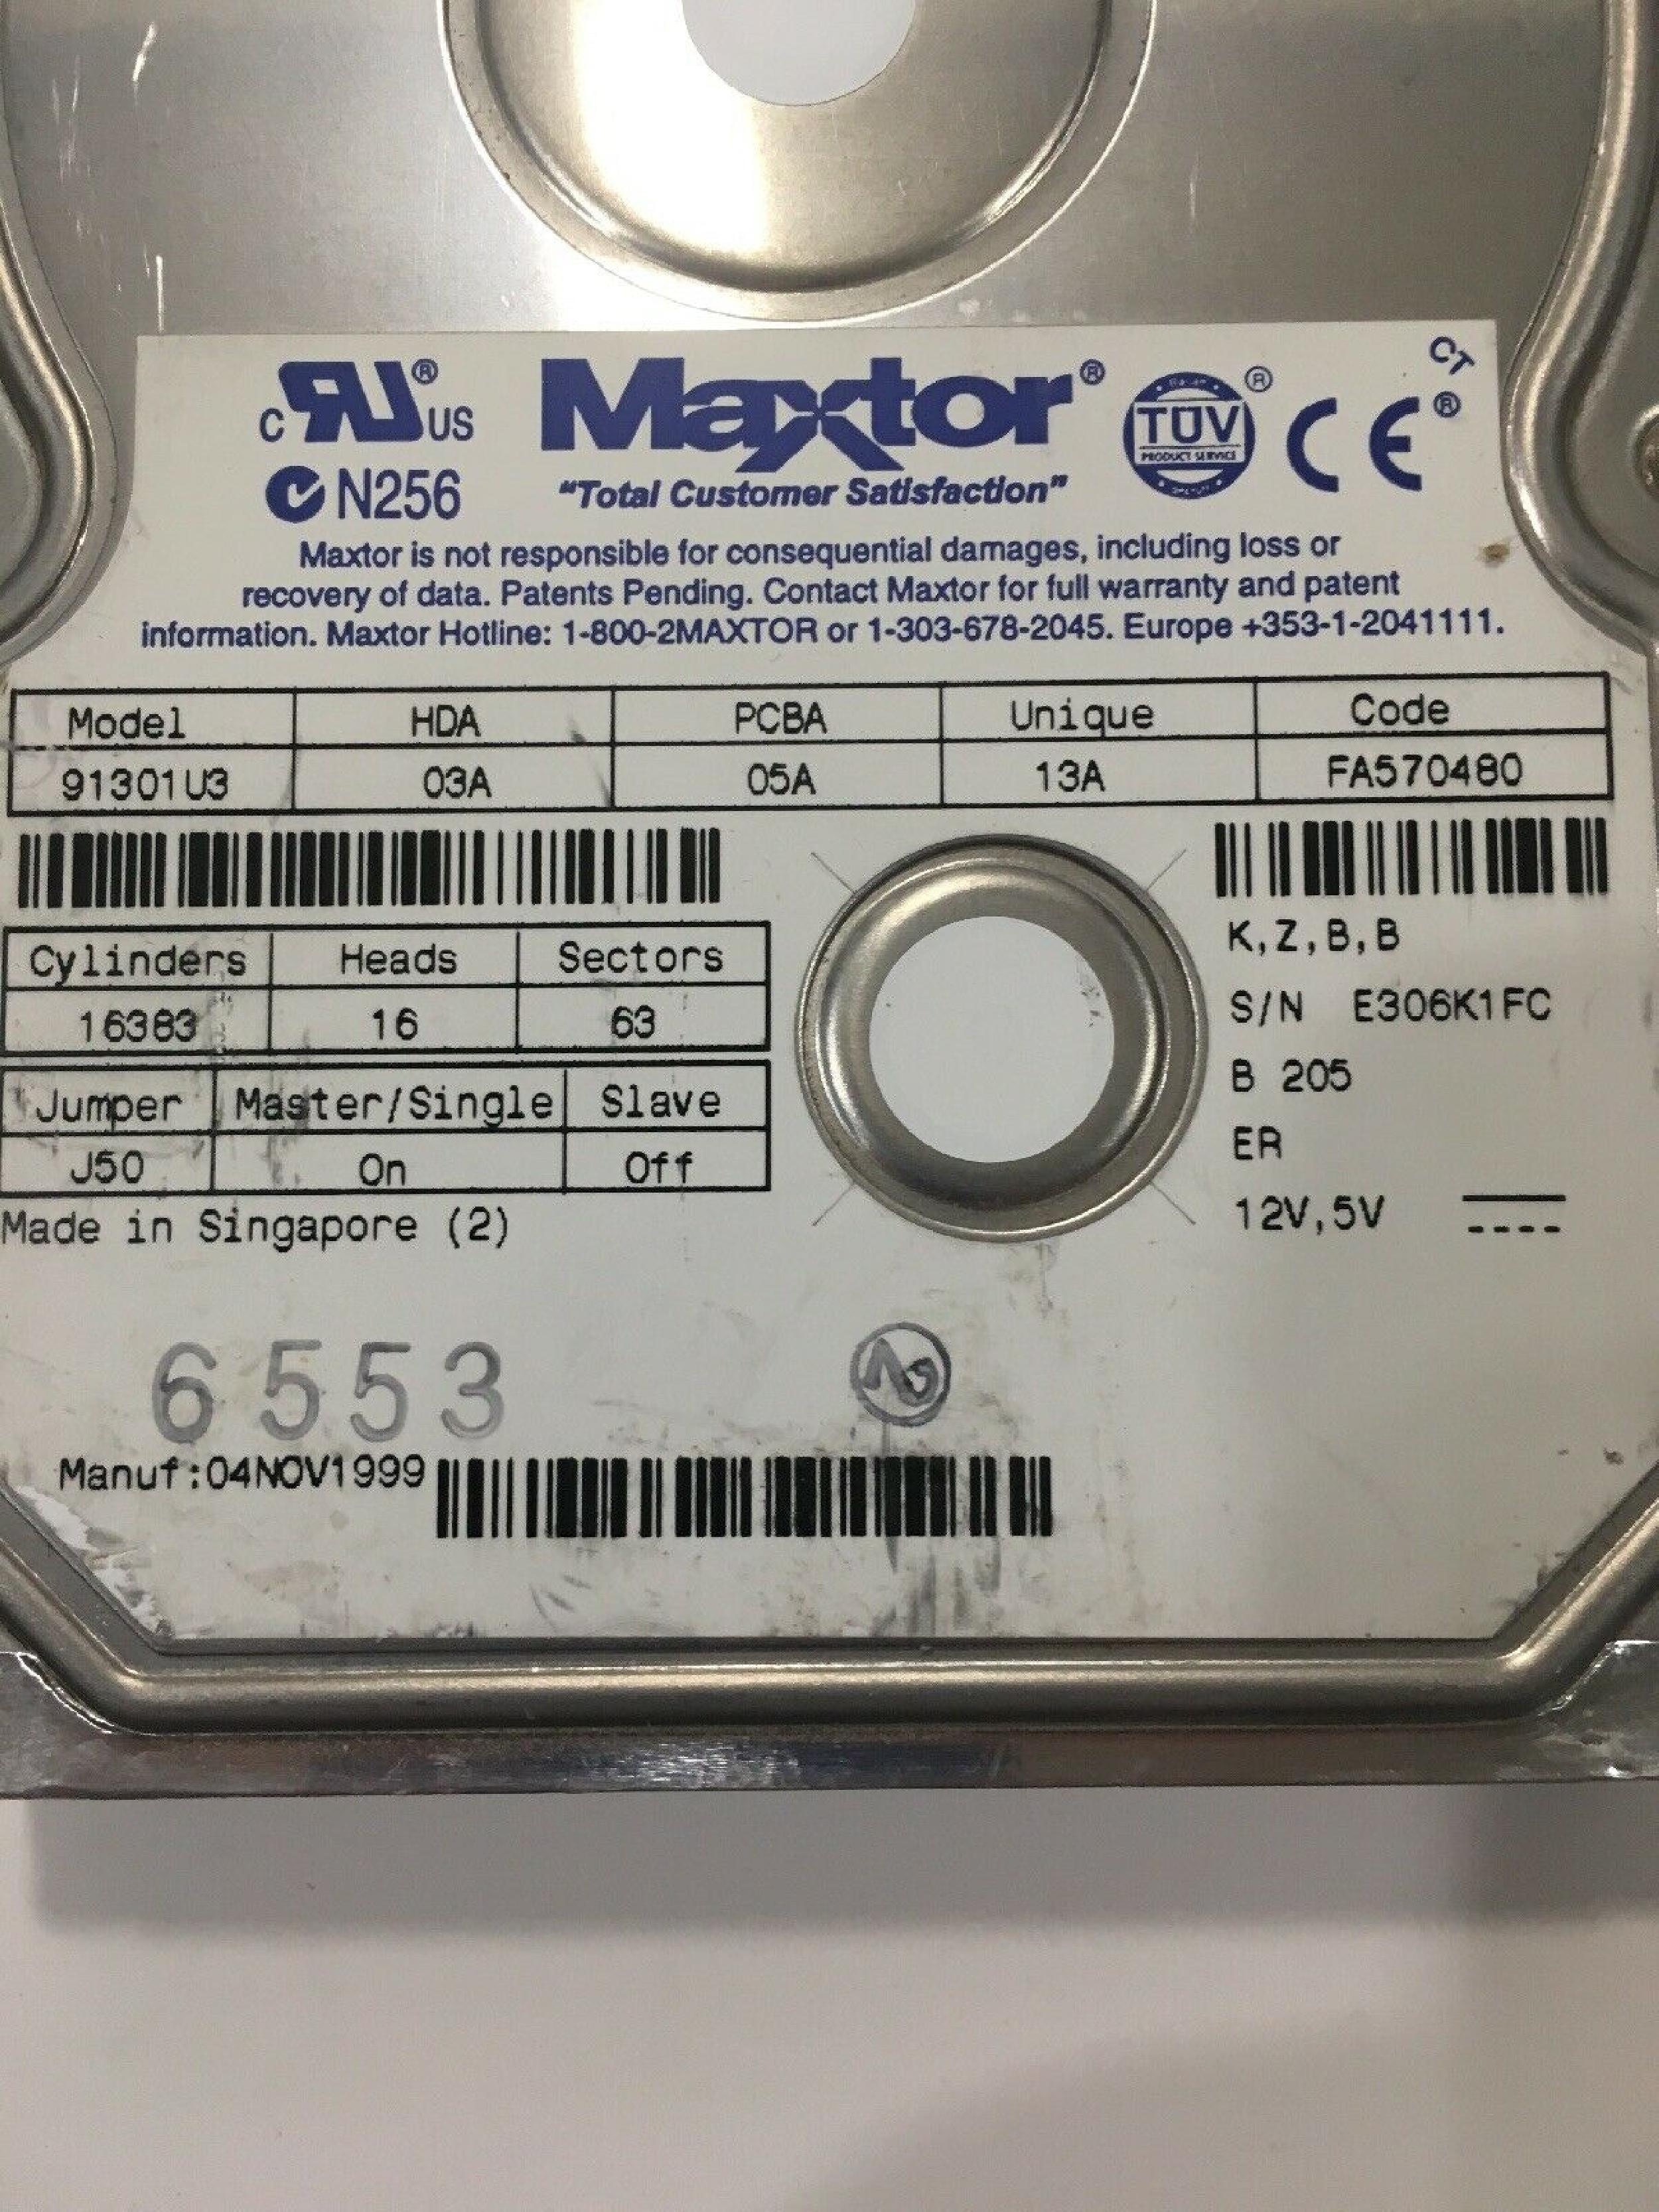 CT
c RU ® US Maxtor® TÜV PRODUCT SERVICE ® CE®
N256 "Total Customer Satisfaction"
Maxtor is not responsible for consequential damages, including loss or
recovery of data. Patents Pending. Contact Maxtor for full warranty and patent
information. Maxtor Hotline: 1-800-2MAXTOR or 1-303-678-2045. Europe +353-1-2041111.
Model HDA PCBA Unique Code
91301U3 03A 05A 13A FA570480
Cylinders Heads Sectors
16383 16 63
Jumper Master/Single Slave
J50 On Off
Made in Singapore (2)
K,Z,B,B
S/N E306K1FC
B 205
ER
12V,5V
6553
Manuf:04NOV1999